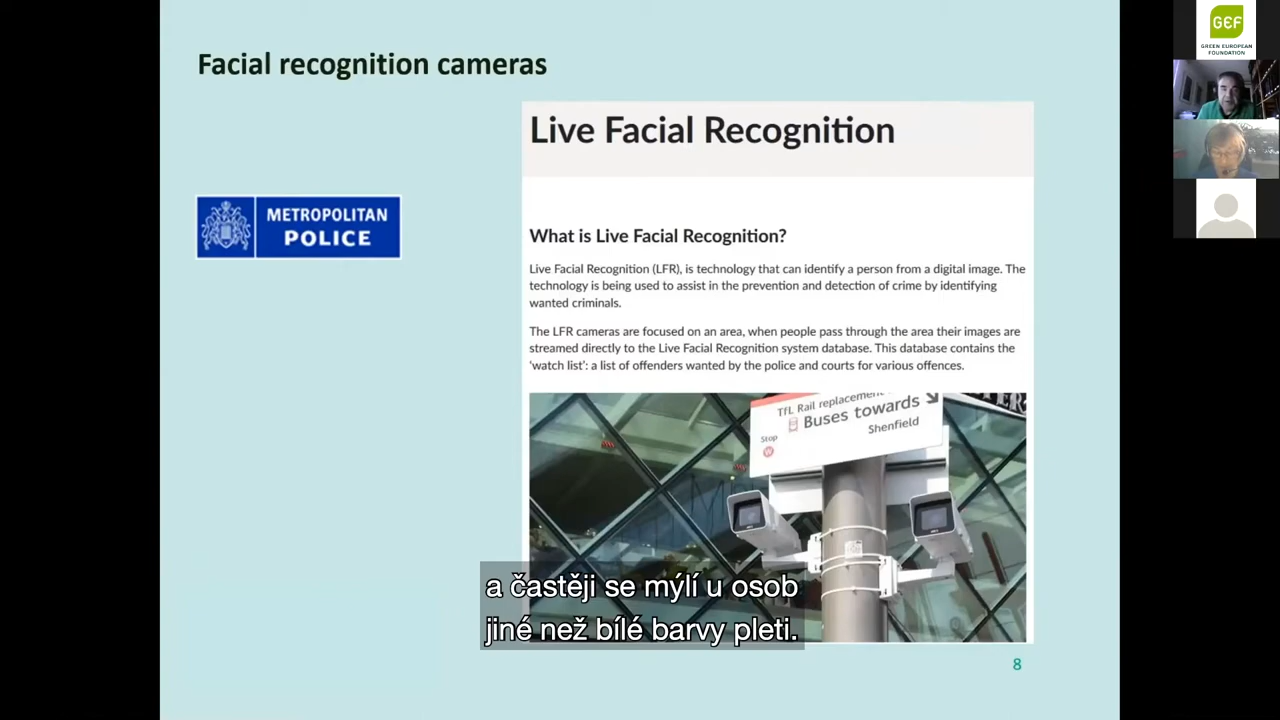 Facial recognition cameras
METROPOLITAN
POLICE
Live Facial Recognition
What is Live Facial Recognition?
Live Facial Recognition (LFR), is technology that can identify a person from a digital image. The
technology is being used to assist in the prevention and detection of crime by identifying
wanted criminals.
The LFR cameras are focused on an area, when people pass through the area their images are
streamed directly to the Live Facial Recognition system database. This database contains the
‘watch list’: a list of offenders wanted by the police and courts for various offences.
TfL Rail replacement
Buses towards
Shenfield
Stop
W
a častěji se mýlí u osob
jiné než bílé barvy pleti.
8
GEF
GREEN EUROPEAN
FOUNDATION